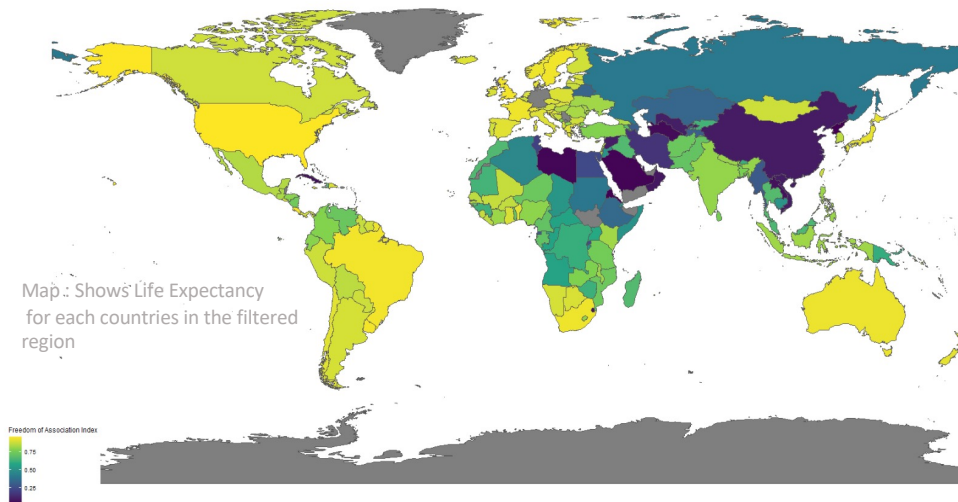 Map : Shows Life Expectancy
for each countries in the filtered
region
Freedom of Association Index
0.75
0.50
0.25